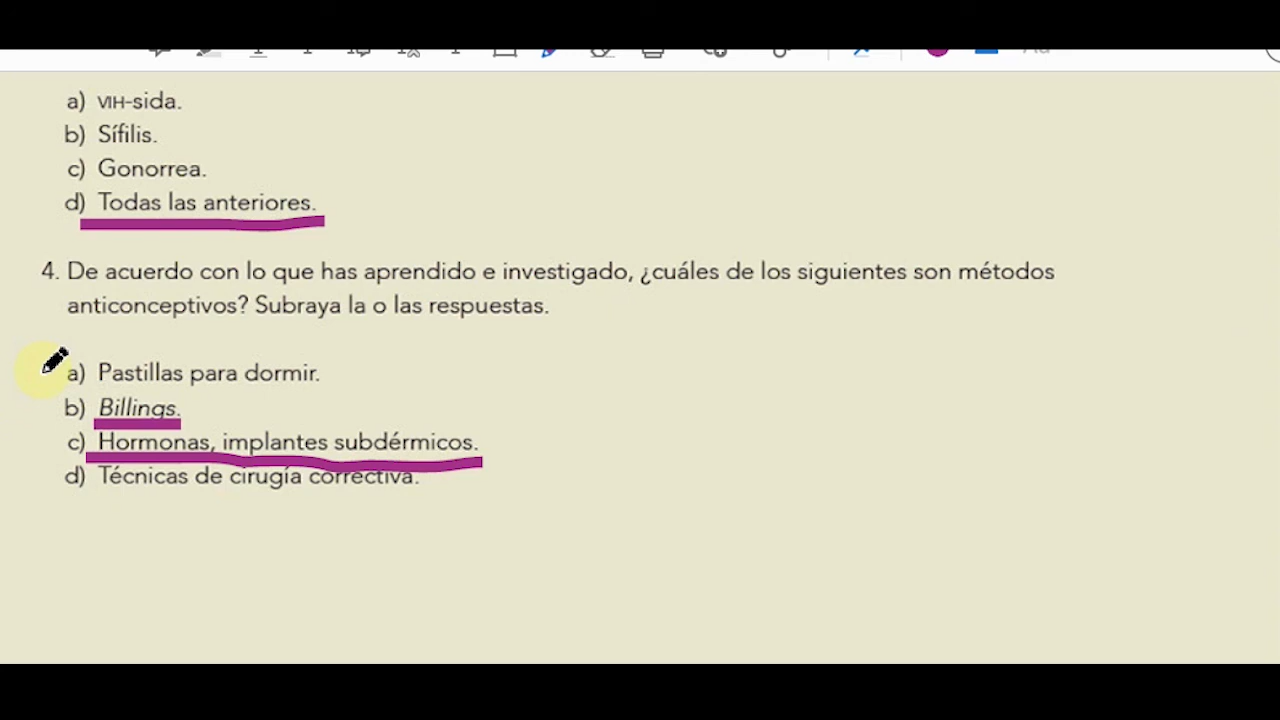 a) VIH-sida.
b) Sífilis.
c) Gonorrea.
d) Todas las anteriores.
4. De acuerdo con lo que has aprendido e investigado, ¿cuáles de los siguientes son métodos
anticonceptivos? Subraya la o las respuestas.
a) Pastillas para dormir.
b) Billings.
c) Hormonas, implantes subdérmicos.
d) Técnicas de cirugía correctiva.